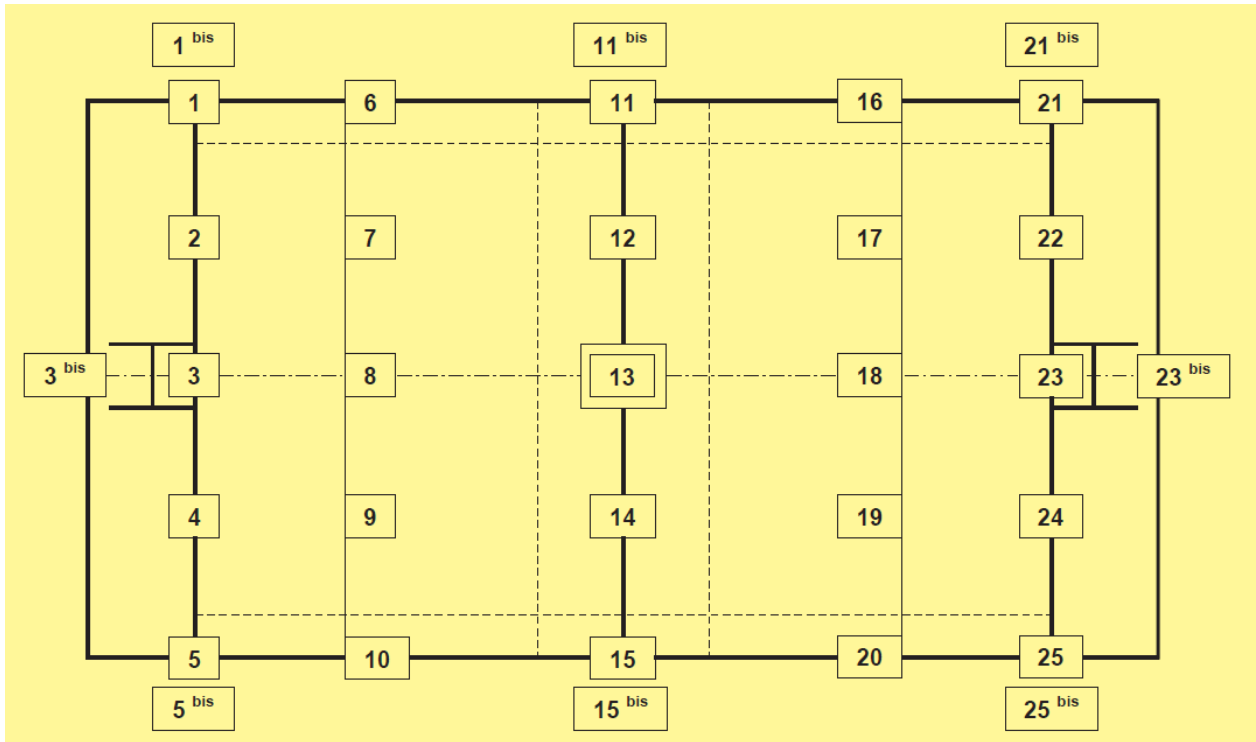 1 bis 11 bis 21 bis
1 6 11 16 21
2 7 12 17 22
3 bis 3 8 13 18 23 23 bis
4 9 14 19 24
5 10 15 20 25
5 bis 15 bis 25 bis